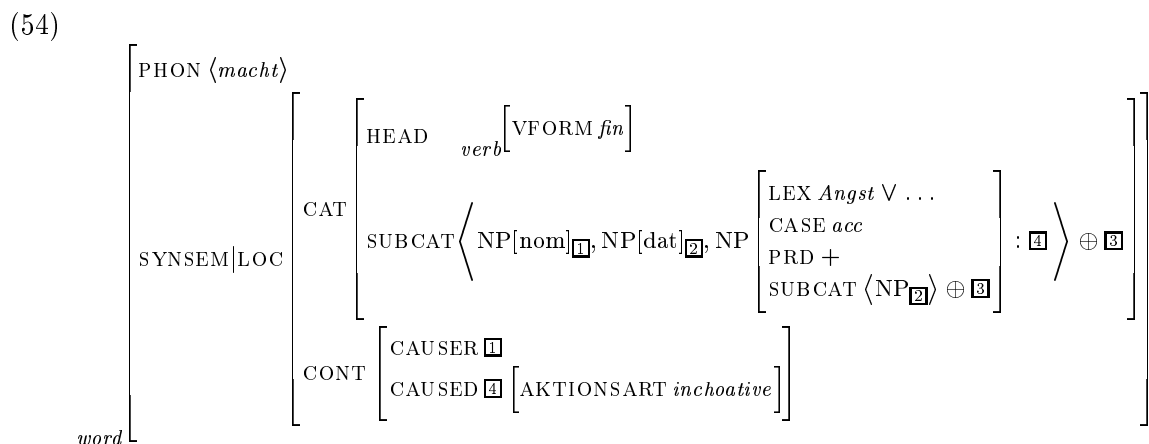 (54)
PHON ⟨macht⟩
HEAD verb[VFORM fin]
LEX Angst ∨ ...
CAT
CASE acc
SUBCAT ⟨ NP[nom]1, NP[dat]2, NP : 4 ⟩ ⊕ 3
PRD +
SYNSEM|LOC
SUBCAT ⟨NP2⟩ ⊕ 3
CAUSER 1
CONT
CAUSED 4 [AKTIONSART inchoative]
word